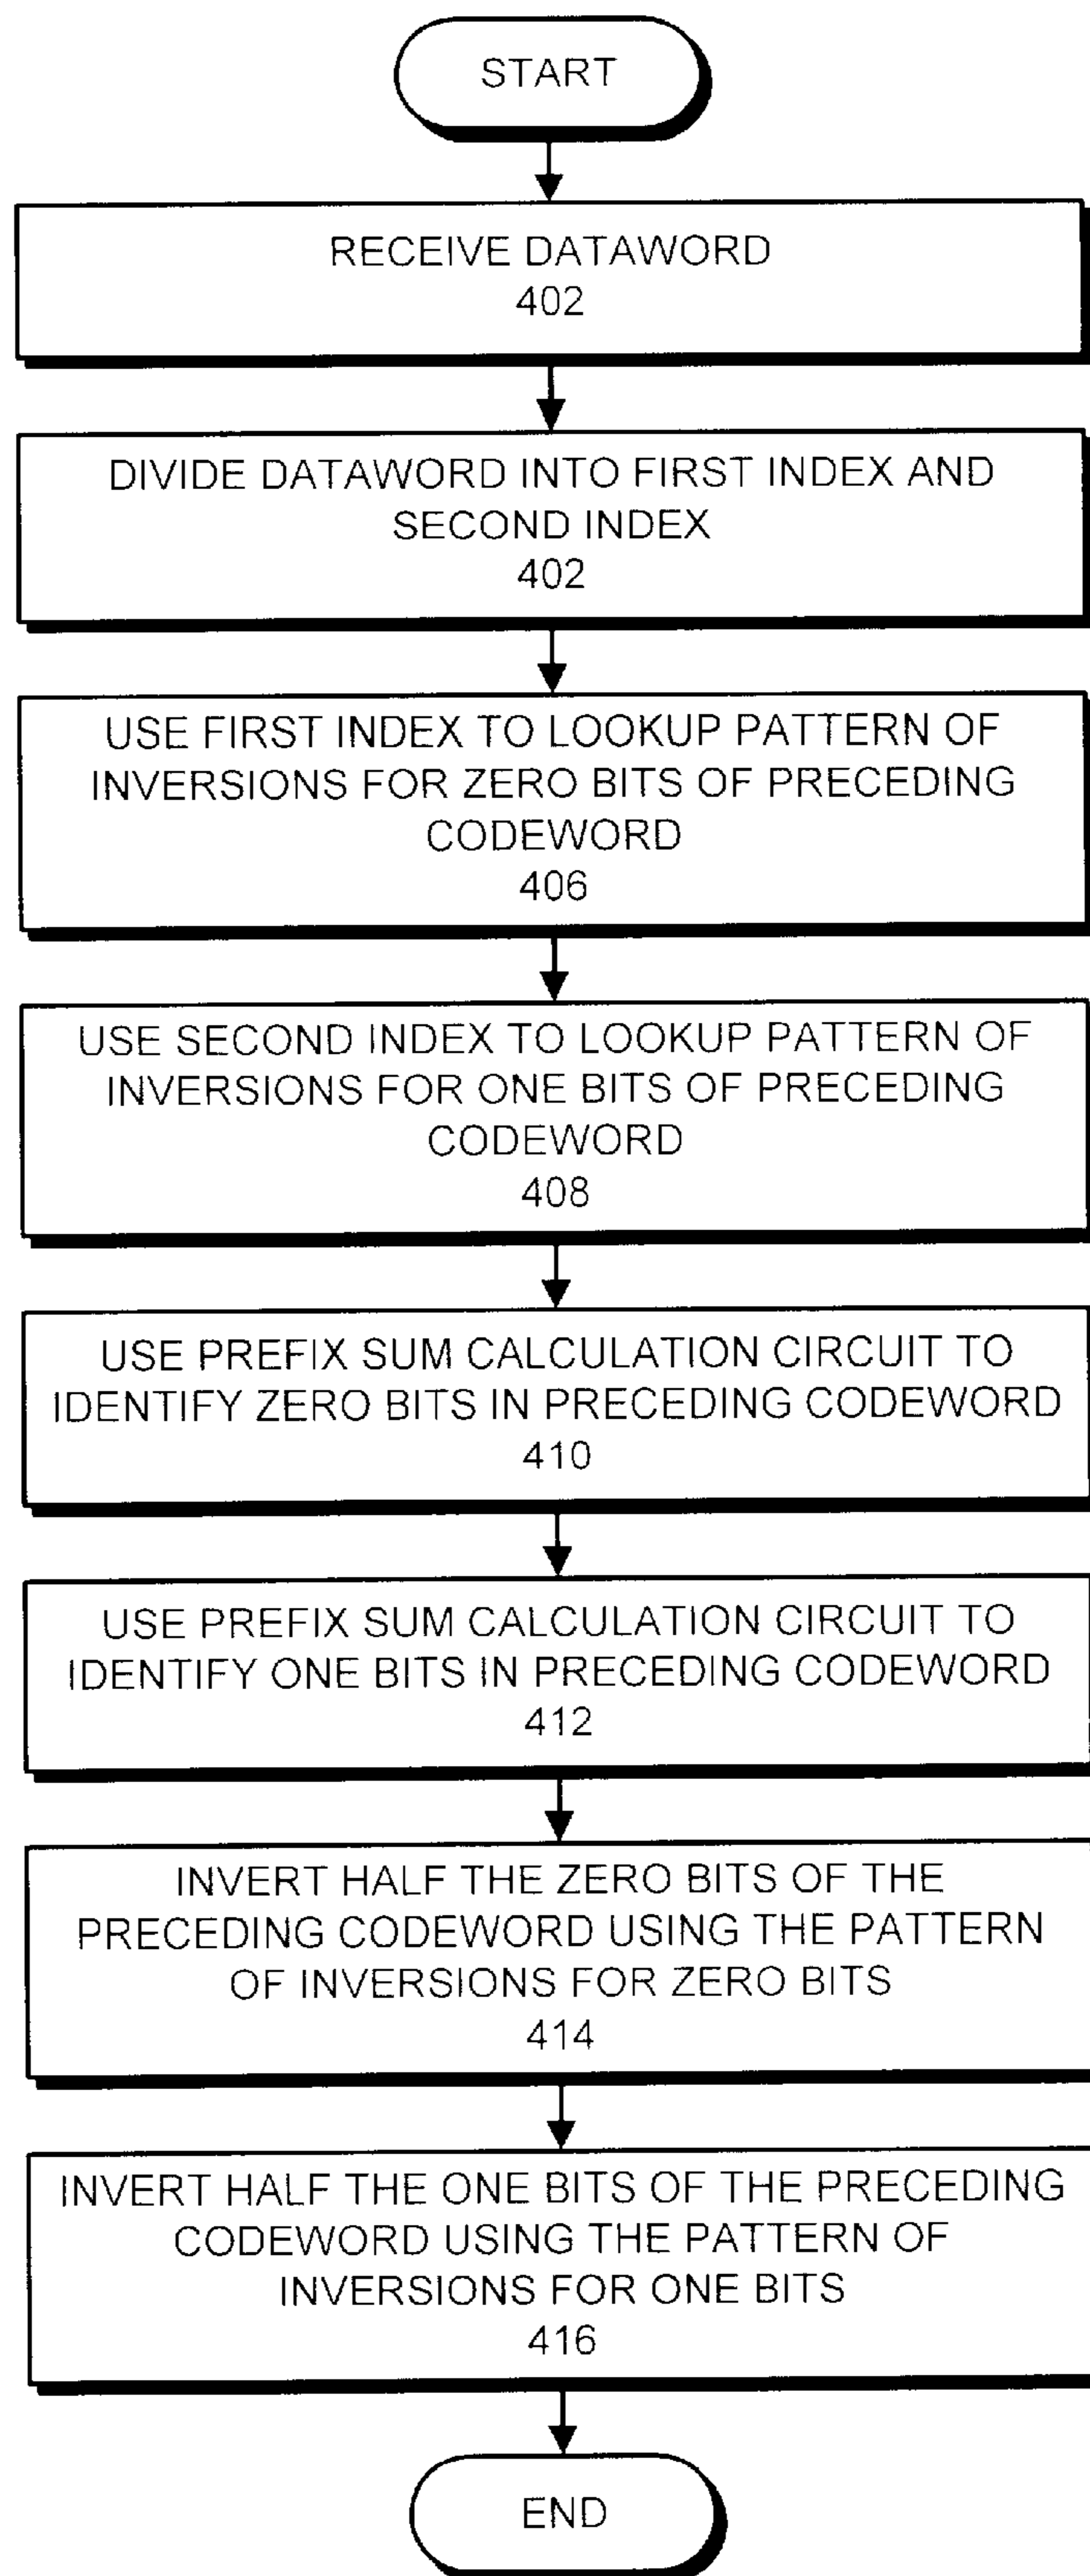 START
RECEIVE DATAWORD
402
DIVIDE DATAWORD INTO FIRST INDEX AND
SECOND INDEX
402
USE FIRST INDEX TO LOOKUP PATTERN OF
INVERSIONS FOR ZERO BITS OF PRECEDING
CODEWORD
406
USE SECOND INDEX TO LOOKUP PATTERN OF
INVERSIONS FOR ONE BITS OF PRECEDING
CODEWORD
408
USE PREFIX SUM CALCULATION CIRCUIT TO
IDENTIFY ZERO BITS IN PRECEDING CODEWORD
410
USE PREFIX SUM CALCULATION CIRCUIT TO
IDENTIFY ONE BITS IN PRECEDING CODEWORD
412
INVERT HALF THE ZERO BITS OF THE
PRECEDING CODEWORD USING THE PATTERN
OF INVERSIONS FOR ZERO BITS
414
INVERT HALF THE ONE BITS OF THE PRECEDING
CODEWORD USING THE PATTERN OF
INVERSIONS FOR ONE BITS
416
END